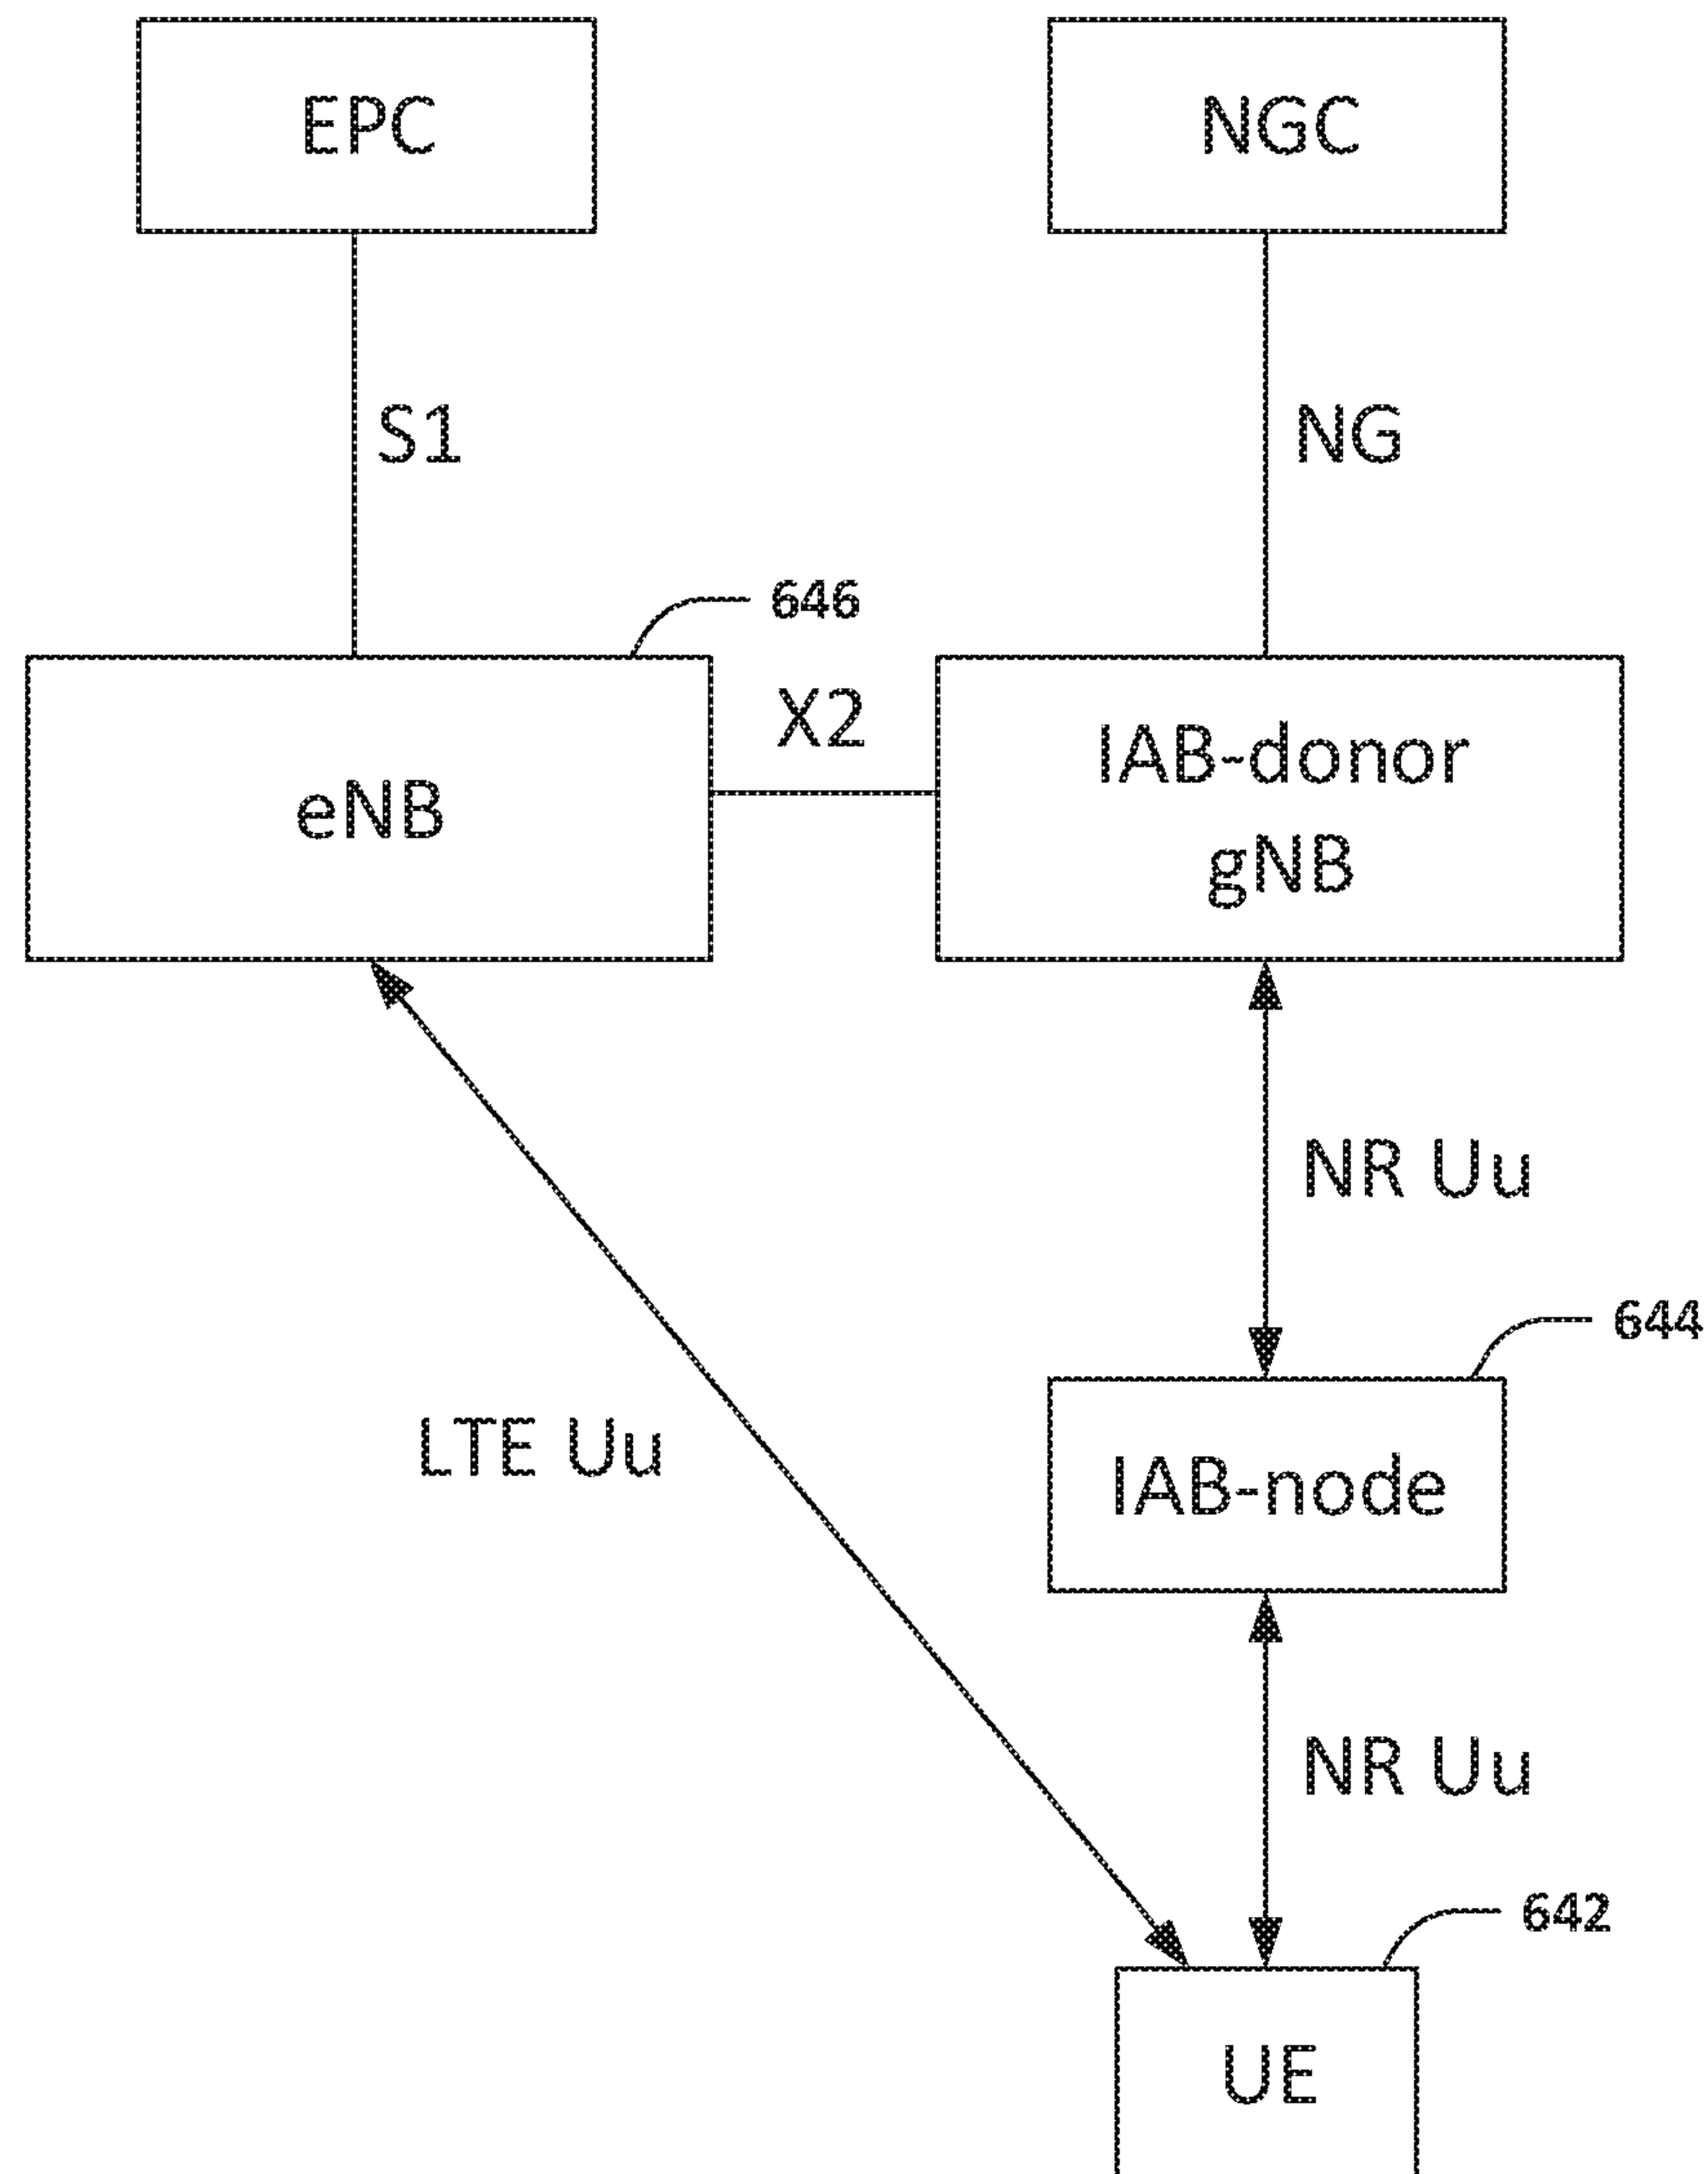 EPC
NGC
S1
NG
646
X2
eNB
IAB-donor
gNB
NR Uu
644
LTE Uu
IAB-node
NR Uu
642
UE